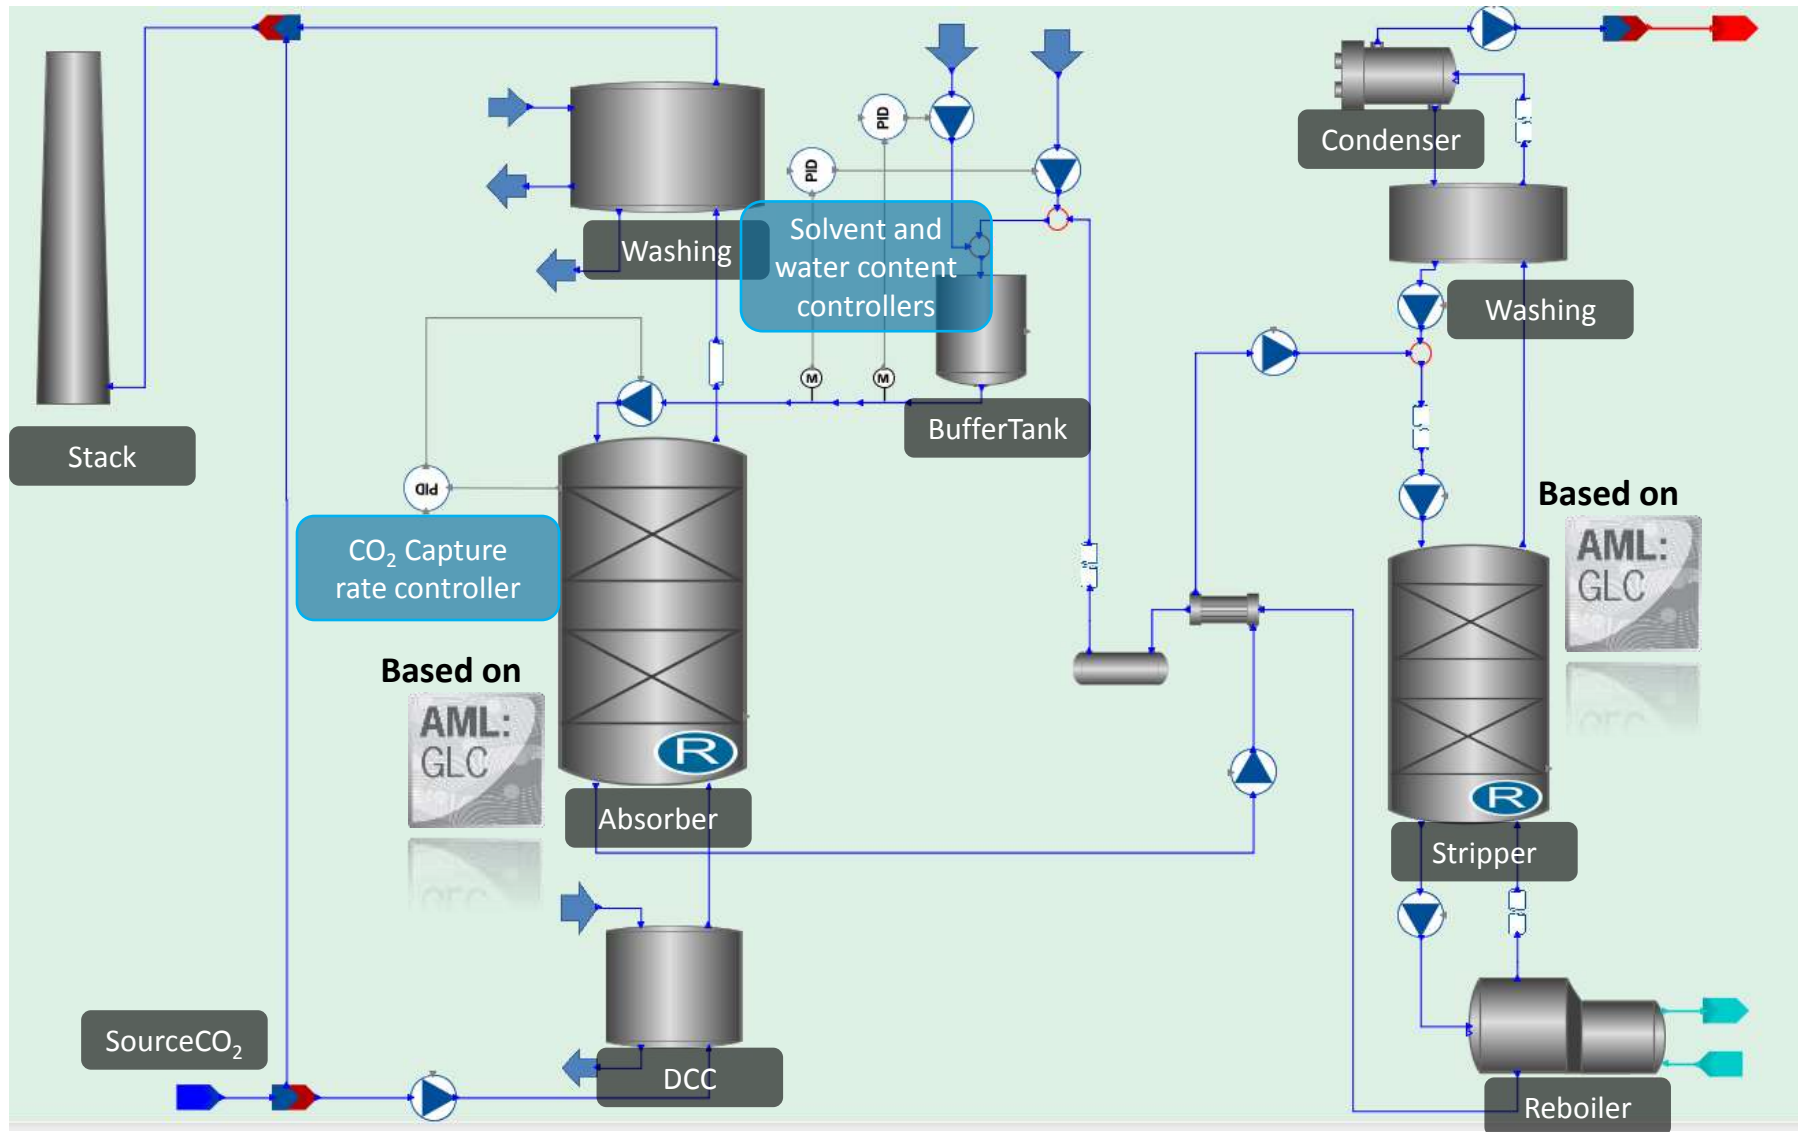 Condenser
PID
PID
Solvent and
water content
controllers
Washing
Washing
M
M
BufferTank
Stack
PID
CO₂ Capture
rate controller
Based on
AML:
GLC
Based on
AML:
GLC
R
R
Absorber
Stripper
SourceCO₂
DCC
Reboiler